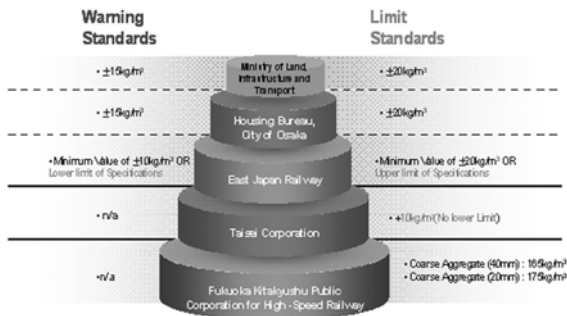 Warning
Standards
Limit
Standards
• ±15kg/m³
Ministry of Land,
Infrastructure and
Transport
• ±20kg/m³
• ±15kg/m³
Housing Bureau,
City of Osaka
• ±20kg/m³
• Minimum Value of ±10kg/m³ OR
Lower limit of Specifications
East Japan Railway
• Minimum Value of ±20kg/m³ OR
Upper limit of Specifications
• n/a
Taisei Corporation
• +10kg/m³(No lower Limit)
• n/a
Fukuoka Kitakyushu Public
Corporation for High-Speed Railway
• Coarse Aggregate (40mm) : 165kg/m³
• Coarse Aggregate (20mm) : 175kg/m³